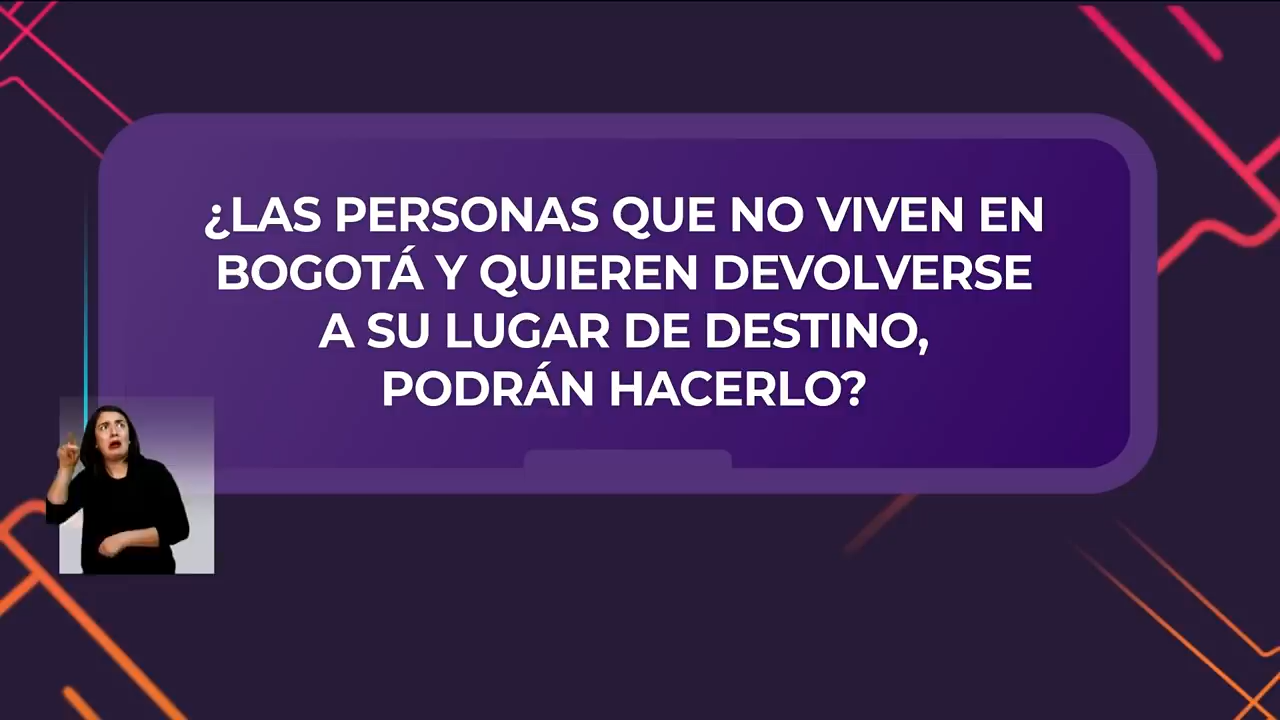 ¿LAS PERSONAS QUE NO VIVEN EN
BOGOTÁ Y QUIEREN DEVOLVERSE
A SU LUGAR DE DESTINO,
PODRÁN HACERLO?